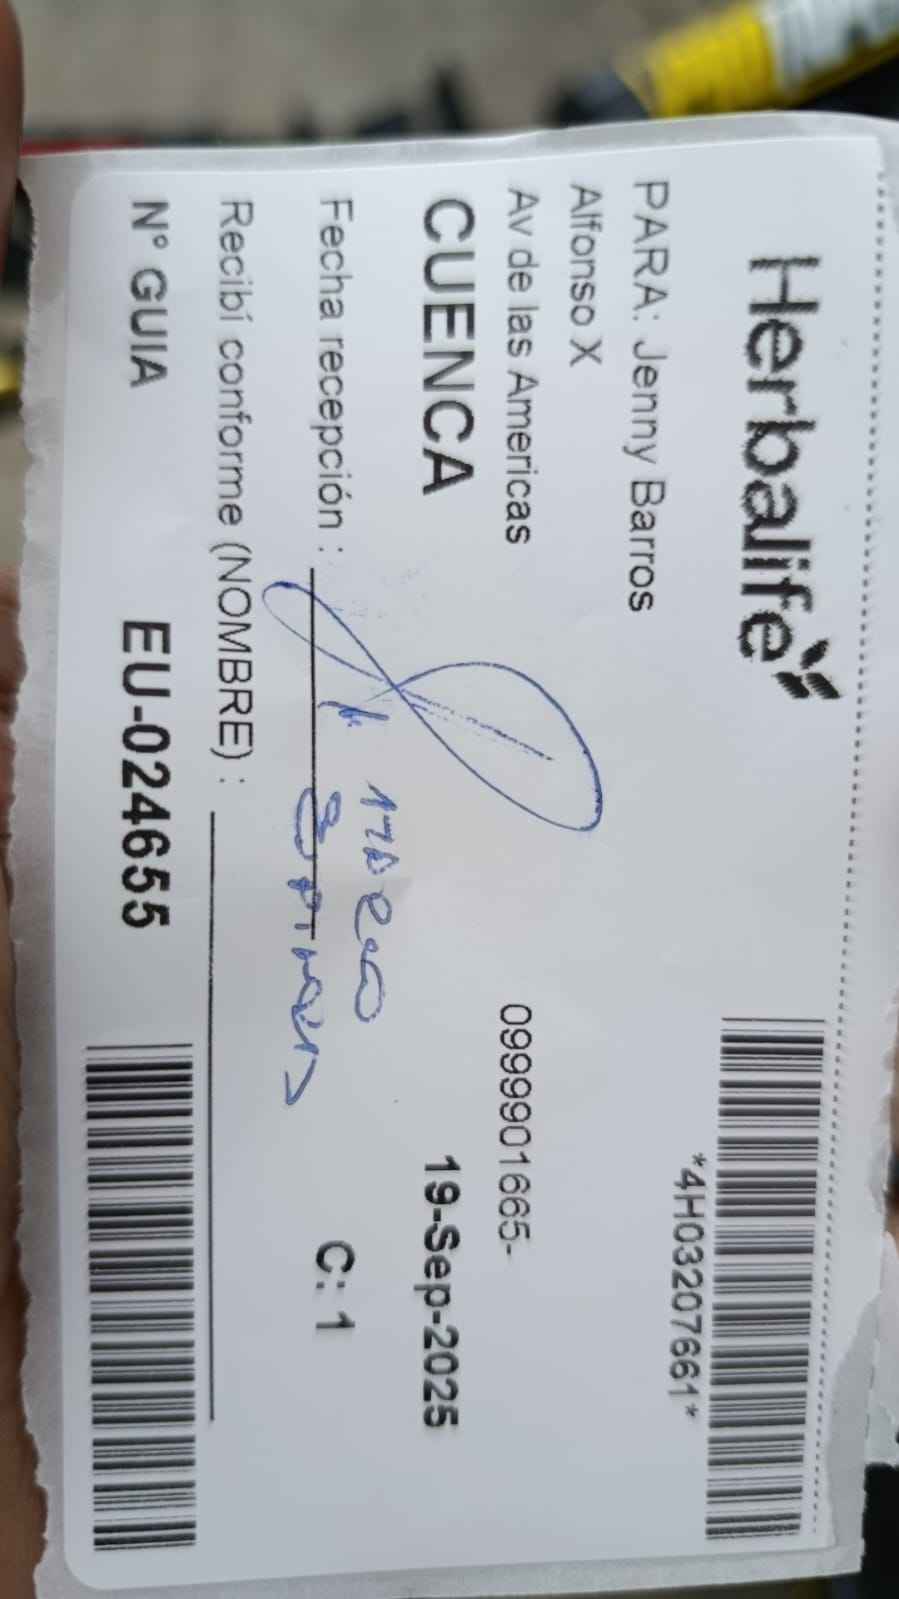 Herbalife
*4H03207661*
PARA: Jenny Barros
Alfonso X
Av de las Americas
0999901665-
CUENCA
19-Sep-2025
Fecha recepción :
C: 1
Recibí conforme (NOMBRE) :
N° GUIA
EU-024655